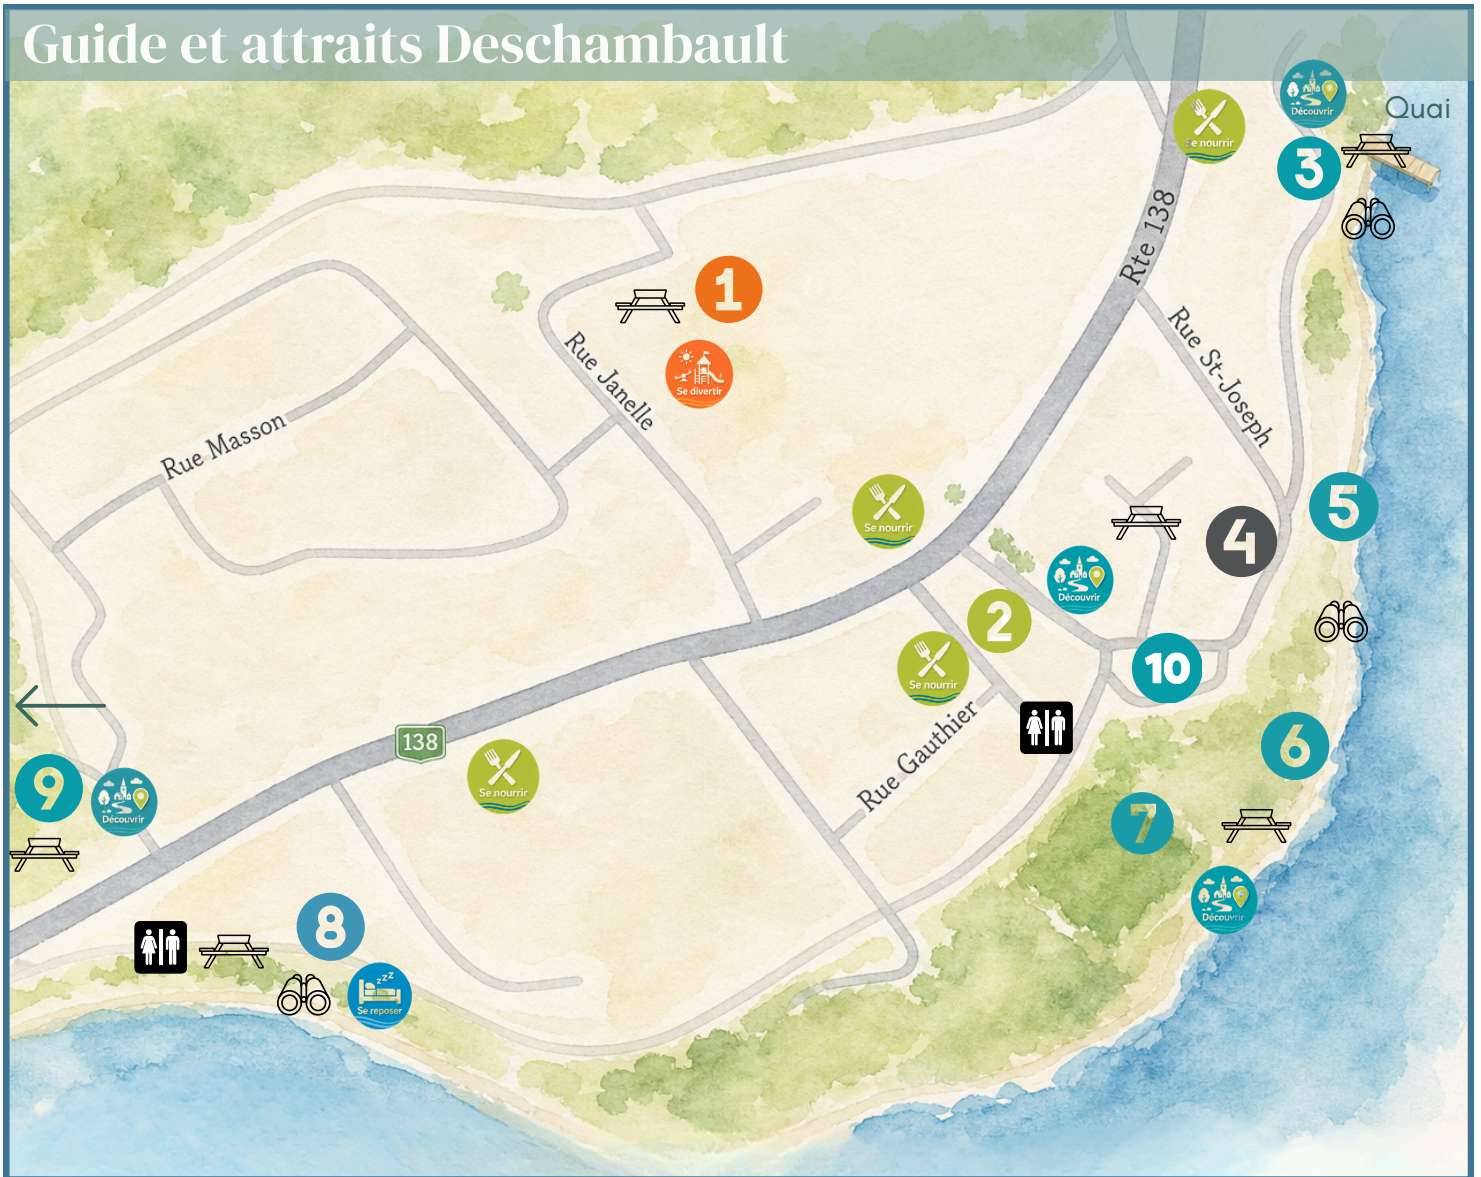 Guide et attraits Deschambault
Découvrir
Quai
Se nourrir
3
Rte 138
1
Rue St-Joseph
Rue Janelle
Se divertir
Rue Masson
Se nourrir
5
4
Découvrir
2
Se nourrir
10
Rue Gauthier
6
138
Se nourrir
9
Découvrir
7
Découvrir
8
zzz
Se reposer